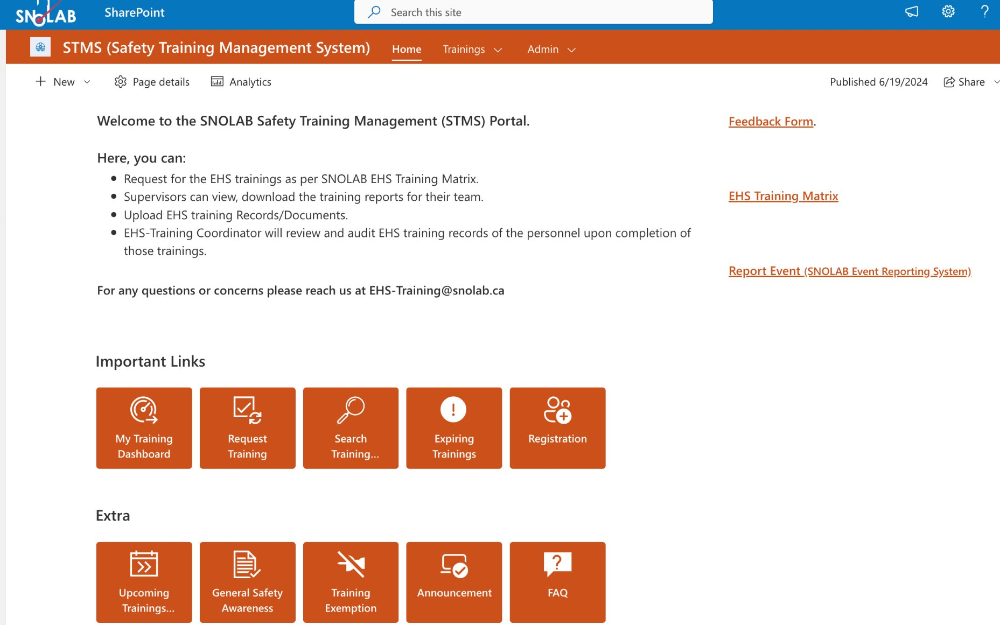 SNOLAB
SharePoint
Search this site
?
STMS (Safety Training Management System)
Home
Trainings
Admin
New
Page details
Analytics
Published 6/19/2024
Share
Welcome to the SNOLAB Safety Training Management (STMS) Portal.
Here, you can:
• Request for the EHS trainings as per SNOLAB EHS Training Matrix.
• Supervisors can view, download the training reports for their team.
• Upload EHS training Records/Documents.
• EHS-Training Coordinator will review and audit EHS training records of the personnel upon completion of
those trainings.
For any questions or concerns please reach us at EHS-Training@snolab.ca
Feedback Form.
EHS Training Matrix
Report Event (SNOLAB Event Reporting System)
Important Links
My Training
Dashboard
Request
Training
Search
Training...
Expiring
Trainings
Registration
Extra
Upcoming
Trainings...
General Safety
Awareness
Training
Exemption
Announcement
FAQ